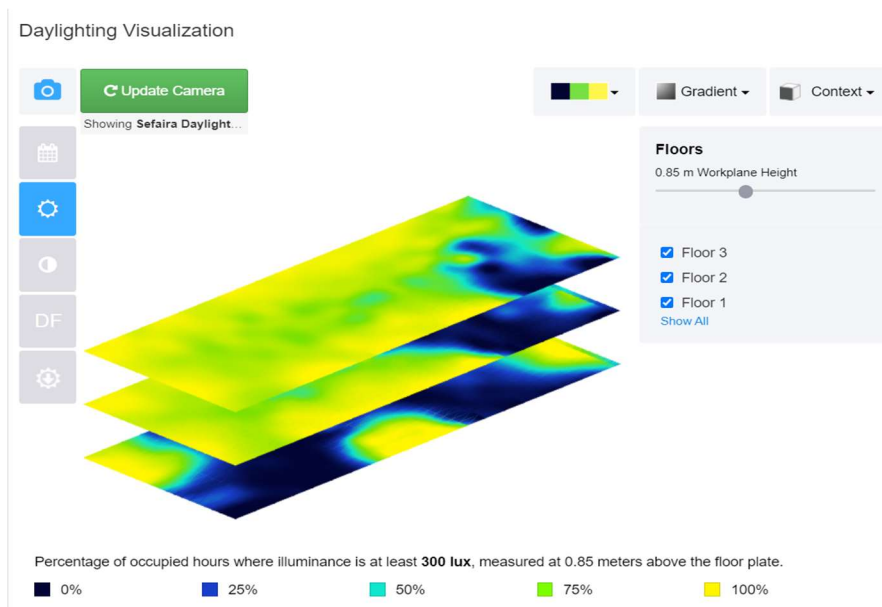 Daylighting Visualization
Update Camera
Gradient
Context
Showing Sefaira Daylight...
Floors
0.85 m Workplane Height
Floor 3
Floor 2
DF
Floor 1
Show All
Percentage of occupied hours where illuminance is at least 300 lux, measured at 0.85 meters above the floor plate.
0% 25% 50% 75% 100%